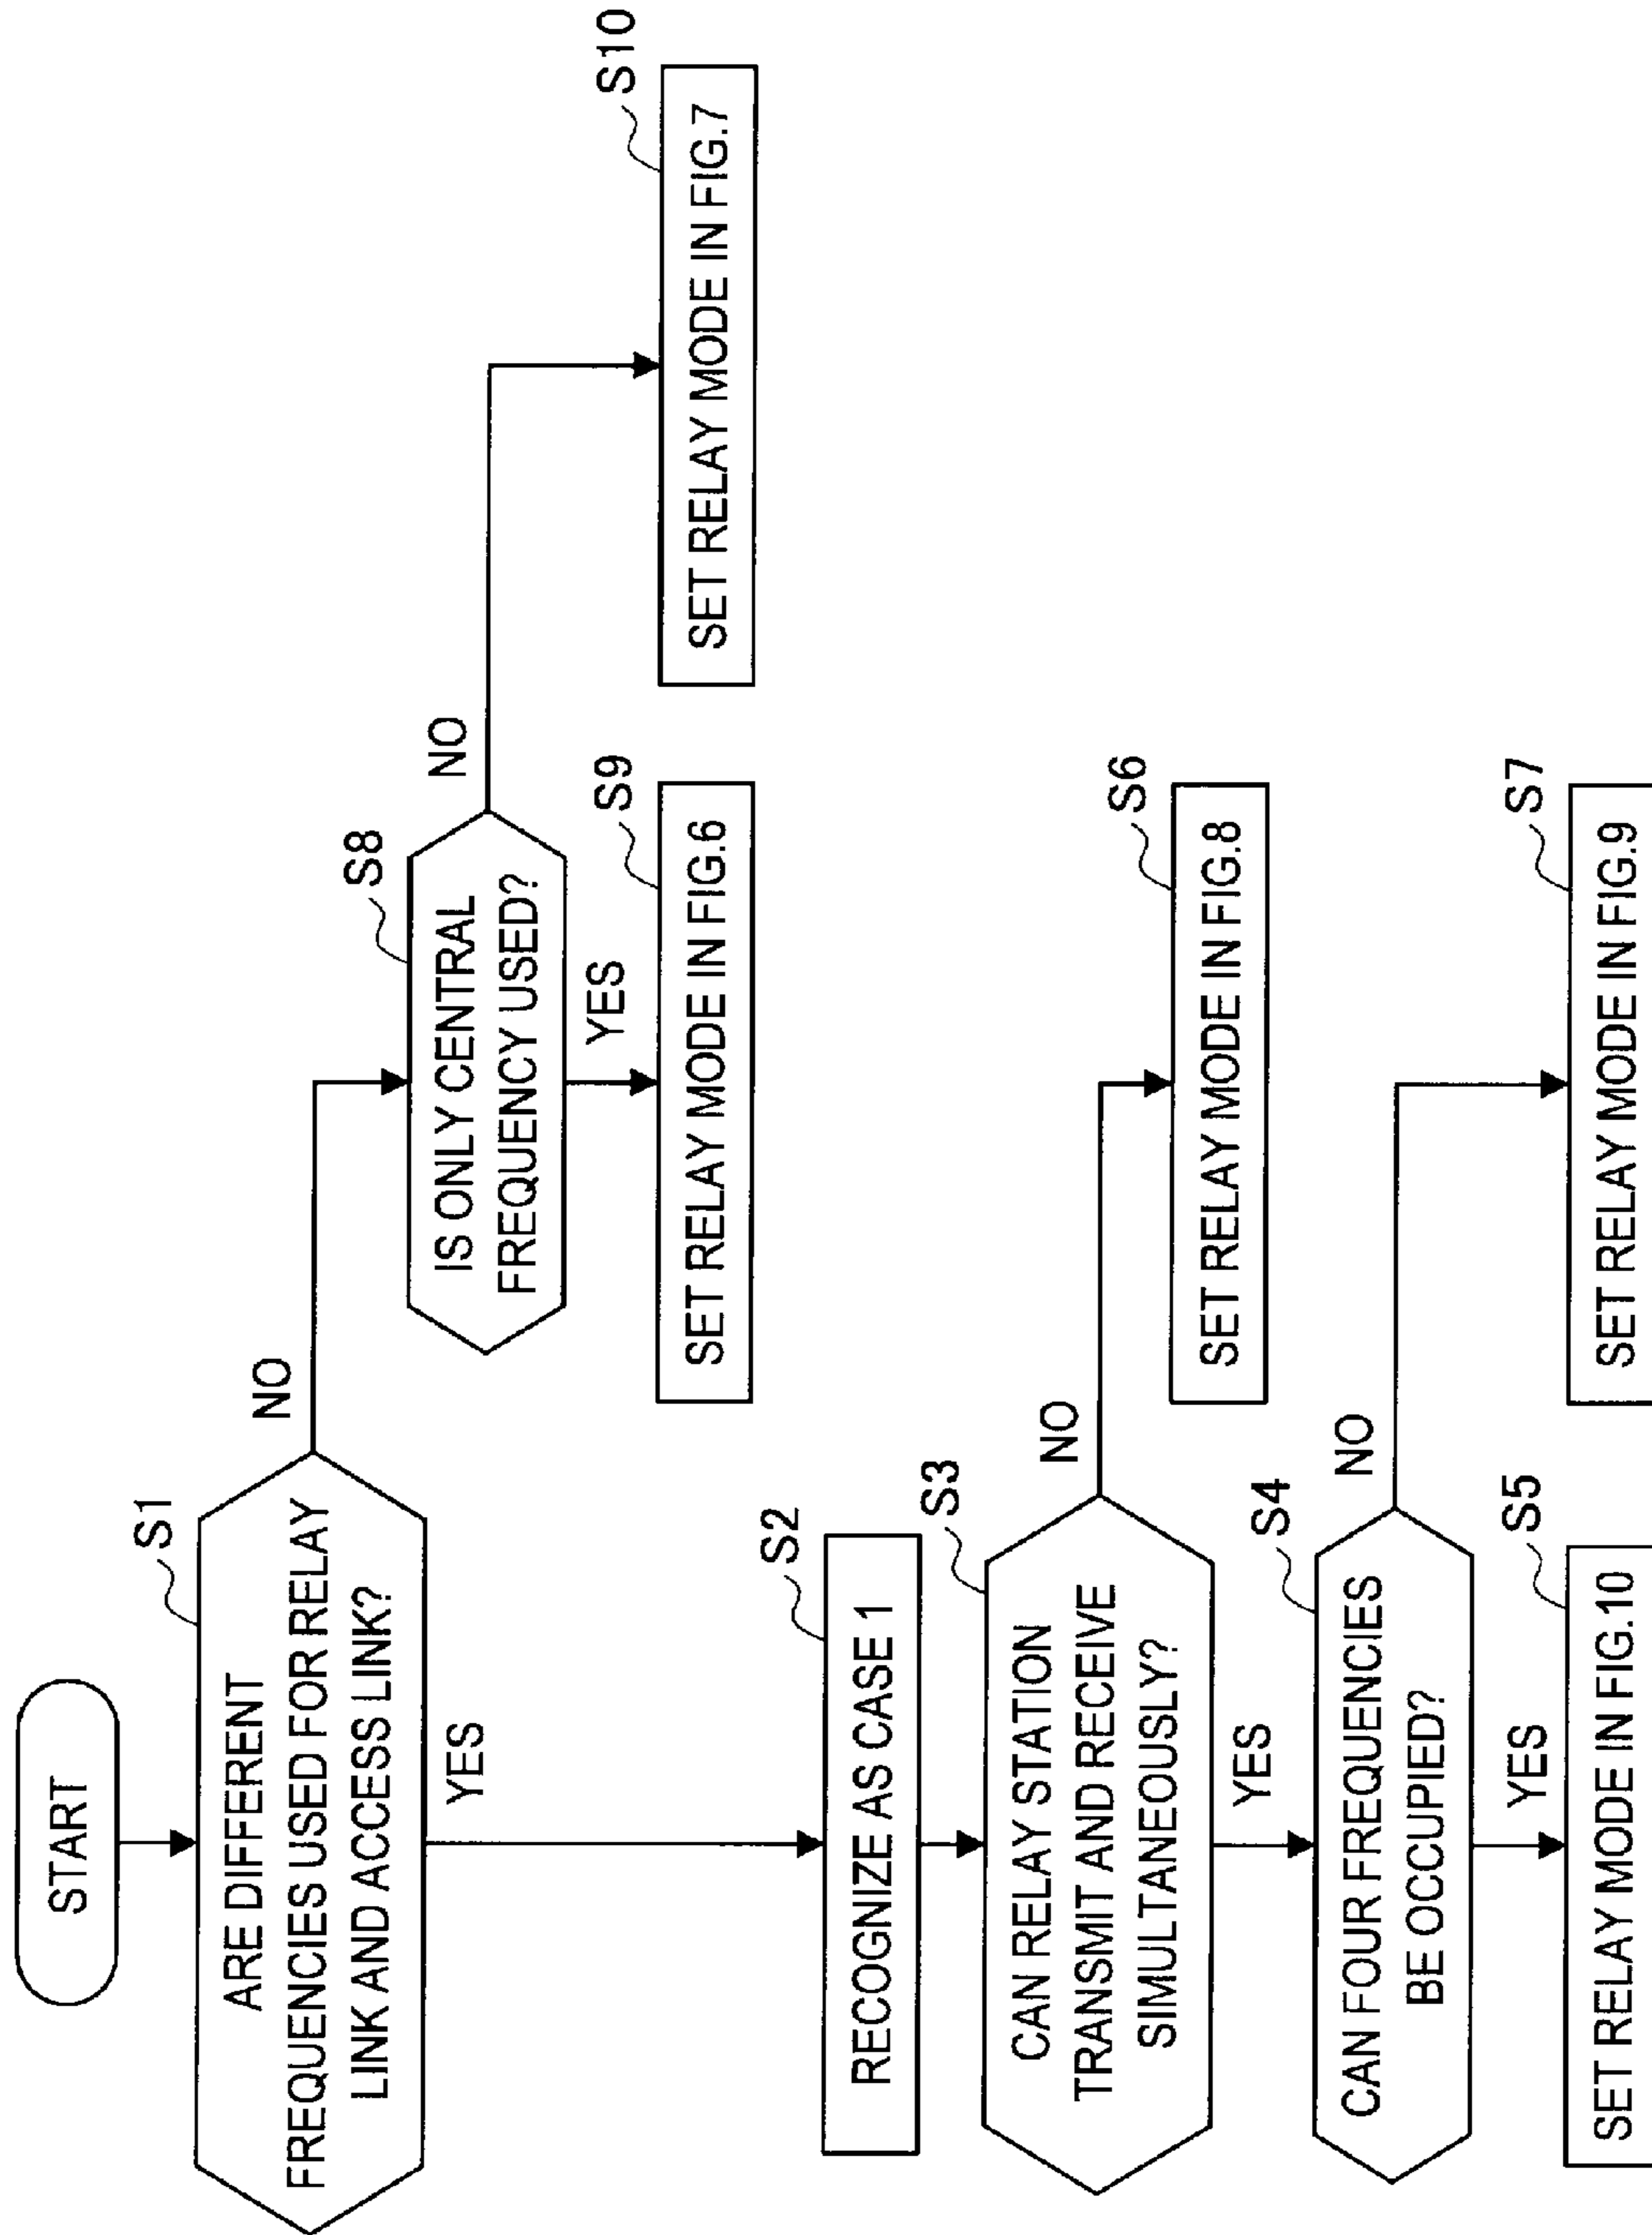 START
S1
ARE DIFFERENT
FREQUENCIES USED FOR RELAY
LINK AND ACCESS LINK?
NO
YES
S8
IS ONLY CENTRAL
FREQUENCY USED?
NO
YES
S9
SET RELAY MODE IN FIG.6
S10
SET RELAY MODE IN FIG.7
S2
RECOGNIZE AS CASE 1
S3
CAN RELAY STATION
TRANSMIT AND RECEIVE
SIMULTANEOUSLY?
NO
YES
S6
SET RELAY MODE IN FIG.8
S4
CAN FOUR FREQUENCIES
BE OCCUPIED?
NO
YES
S5
SET RELAY MODE IN FIG.10
S7
SET RELAY MODE IN FIG.9